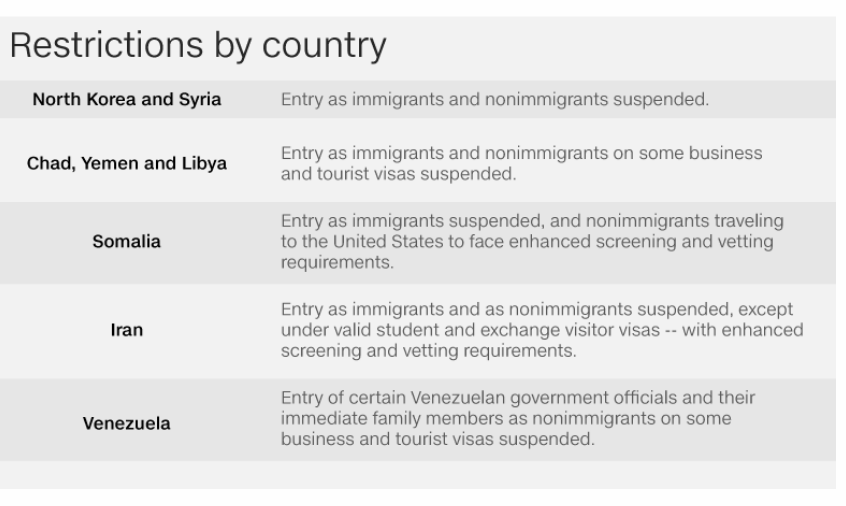 Restrictions by country
North Korea and Syria
Entry as immigrants and nonimmigrants suspended.
Chad, Yemen and Libya
Entry as immigrants and nonimmigrants on some business
and tourist visas suspended.
Somalia
Entry as immigrants suspended, and nonimmigrants traveling
to the United States to face enhanced screening and vetting
requirements.
Iran
Entry as immigrants and as nonimmigrants suspended, except
under valid student and exchange visitor visas -- with enhanced
screening and vetting requirements.
Venezuela
Entry of certain Venezuelan government officials and their
immediate family members as nonimmigrants on some
business and tourist visas suspended.